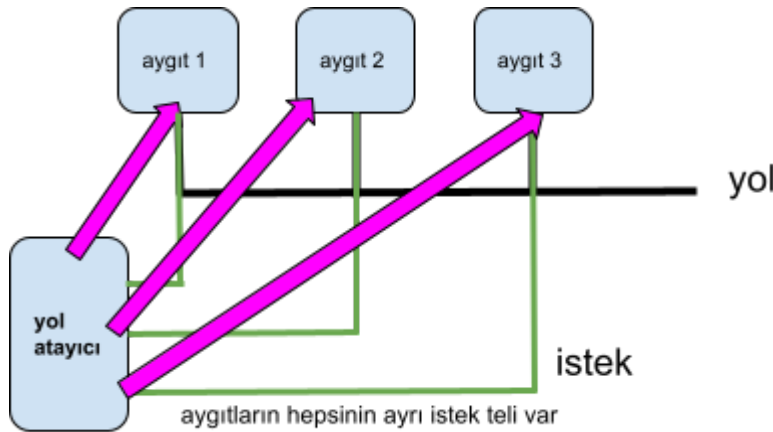 aygıt 1
aygıt 2
aygıt 3
yol
yol
atayıcı
istek
aygıtların hepsinin ayrı istek teli var